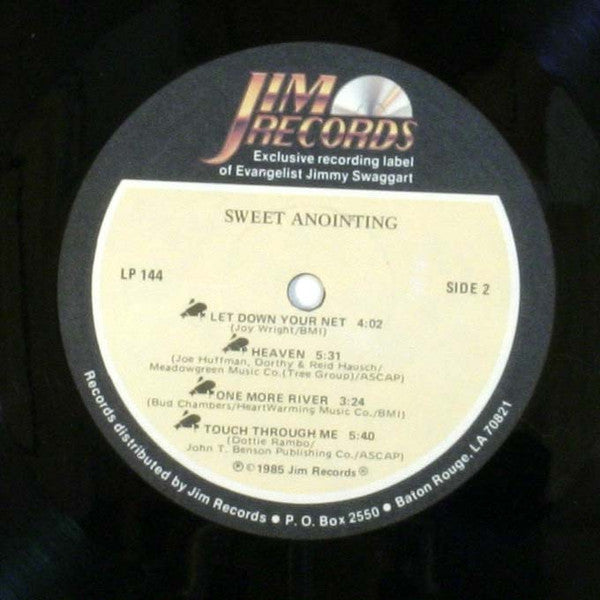 JIM
RECORDS
Exclusive recording label
of Evangelist Jimmy Swaggart
SWEET ANOINTING
LP 144
SIDE 2
LET DOWN YOUR NET 4:02
(Joy Wright/BMI)
HEAVEN 5:31
(Joe Huffman, Dorthy & Reid Hausch/
Meadowgreen Music Co.(Tree Group)/ASCAP)
ONE MORE RIVER 3:24
(Bud Chambers/HeartWarming Music Co./BMI)
TOUCH THROUGH ME 5:40
(Dottie Rambo/
John T. Benson Publishing Co./ASCAP)
℗ © 1985 Jim Records ®
Records distributed by Jim Records ● P. O. Box 2550 ● Baton Rouge, LA 70821